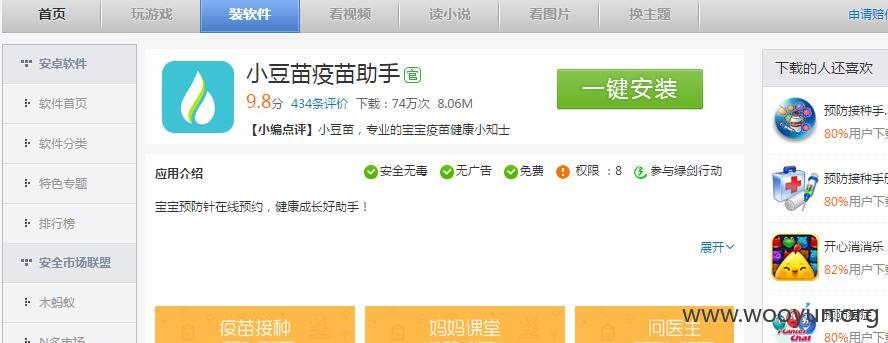 首页 玩游戏 装软件 看视频 读小说 看图片 换主题 申请赔
安卓软件
软件首页
软件分类
特色专题
排行榜
安全市场联盟
木蚂蚁
N多市场
小豆苗疫苗助手 官
9.8分 434条评价 下载：74万次 8.06M
【小编点评】小豆苗，专业的宝宝疫苗健康小知士
一键安装
应用介绍 安全无毒 无广告 免费 权限 ：8 参与绿剑行动
宝宝预防针在线预约，健康成长好助手！
展开
疫苗接种 妈妈课堂 问医生
下载的人还喜欢
预防接种手..
80%用户下载
预防接种手册
80%用户下载
开心消消乐
82%用户下载
80%用户下载
www.wooyun.org